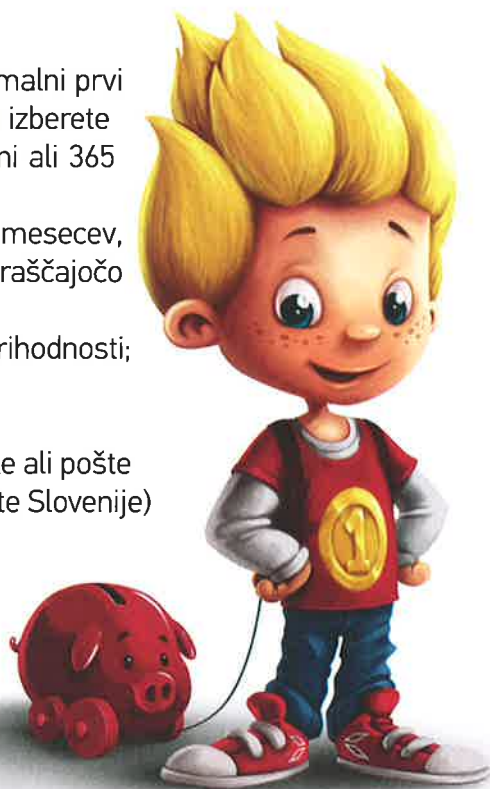 malni prvi
izberete
ni ali 365
mesecev,
raščajočo
rihodnosti;
e ali pošte
te Slovenije)
1